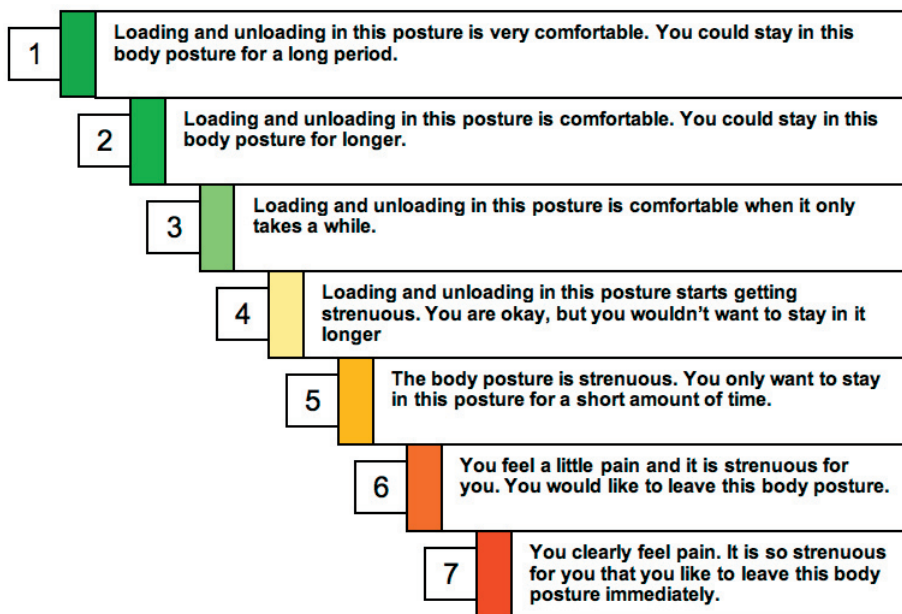 1
Loading and unloading in this posture is very comfortable. You could stay in this
body posture for a long period.
2
Loading and unloading in this posture is comfortable. You could stay in this
body posture for longer.
3
Loading and unloading in this posture is comfortable when it only
takes a while.
4
Loading and unloading in this posture starts getting
strenuous. You are okay, but you wouldn't want to stay in it
longer
5
The body posture is strenuous. You only want to stay
in this posture for a short amount of time.
6
You feel a little pain and it is strenuous for
you. You would like to leave this body posture.
7
You clearly feel pain. It is so strenuous
for you that you like to leave this body
posture immediately.